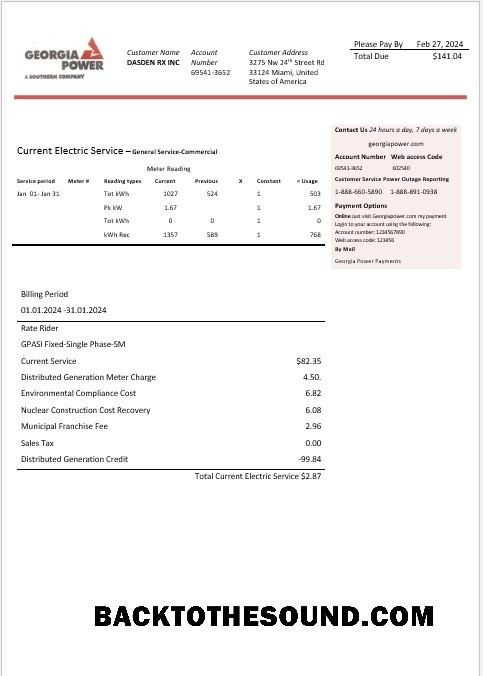 GEORGIA
POWER
A SOUTHERN COMPANY
Customer Name
DASDEN RX INC
Account
Number
69541-3652
Customer Address
3275 Nw 24th Street Rd
33124 Miami, United
States of America
Please Pay By Feb 27, 2024
Total Due $141.04
Contact Us 24 hours a day, 7 days a week
georgiapower.com
Account Number Web access Code
69541-3652 602540
Customer Service Power Outage Reporting
1-888-660-5890 1-888-891-0938
Payment Options
Online Just visit Georgiapower.com my payment
Login to your account using the following:
Account number: 1234567890
Web access code: 123456
By Mail
Georgia Power Payments
Current Electric Service – General Service-Commercial
Meter Reading
Service period Meter # Reading types Current Previous X Constant = Usage
Jan 01- Jan 31 Tot kWh 1027 524 1 503
Pk kW 1.67 1 1.67
Tot kWh 0 0 1 0
kWh Rec 1357 589 1 768
Billing Period
01.01.2024 -31.01.2024
Rate Rider
GPASI Fixed-Single Phase-SM
Current Service $82.35
Distributed Generation Meter Charge 4.50.
Environmental Compliance Cost 6.82
Nuclear Construction Cost Recovery 6.08
Municipal Franchise Fee 2.96
Sales Tax 0.00
Distributed Generation Credit -99.84
Total Current Electric Service $2.87
BACKTOTHESOUND.COM